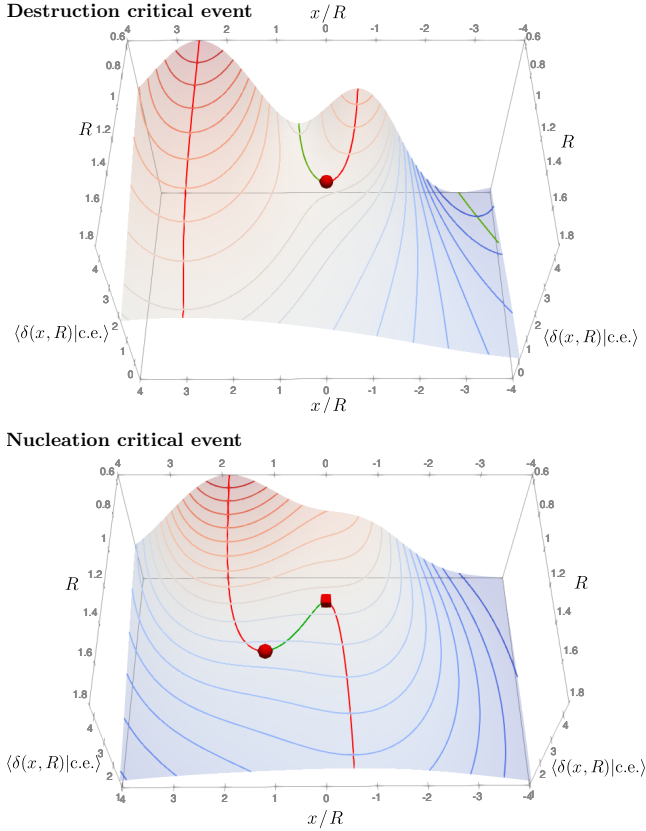 Destruction critical event
x/R
4 3 2 1 0 -1 -2 -3 -4
0.6 0.6
0.8 0.8
1 1
R 1.2 1.2 R
1.4 1.4
1.6 1.6
1.8 1.8
4 4
3 3
⟨δ(x, R)|c.e.⟩ 2 2 ⟨δ(x, R)|c.e.⟩
1 1
0 0
4 3 2 1 0 -1 -2 -3 -4
x/R
Nucleation critical event
x/R
4 3 2 1 0 -1 -2 -3 -4
0.6 0.6
0.8 0.8
1 1
R 1.2 1.2 R
1.4 1.4
1.6 1.6
1.8 1.8
4 4
⟨δ(x, R)|c.e.⟩ 3 3 ⟨δ(x, R)|c.e.⟩
2 2
1
4 3 2 1 0 -1 -2 -3 -4
x/R